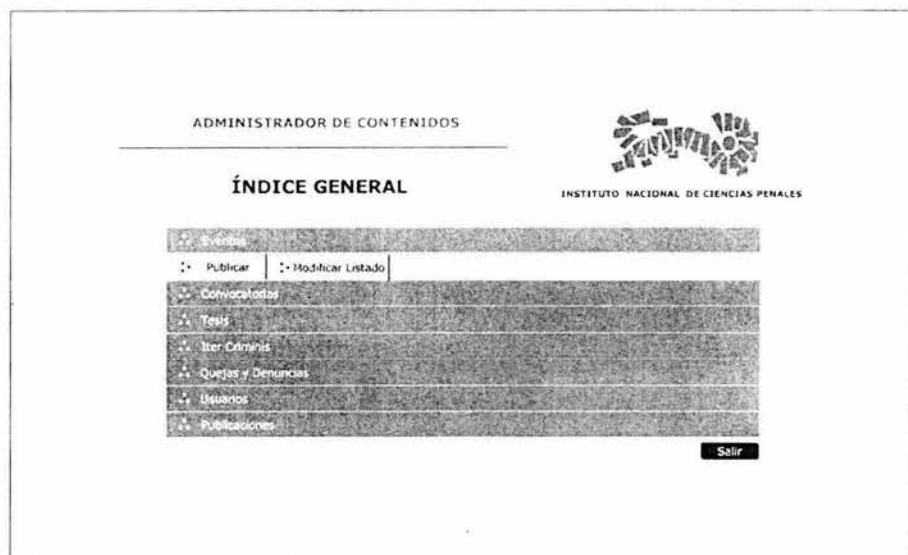 ADMINISTRADOR DE CONTENIDOS
ÍNDICE GENERAL
INSTITUTO NACIONAL DE CIENCIAS PENALES
Eventos
Publicar
Modificar Listado
Convocatorias
Tesis
Iter Criminis
Quejas y Denuncias
Usuarios
Publicaciones
Salir